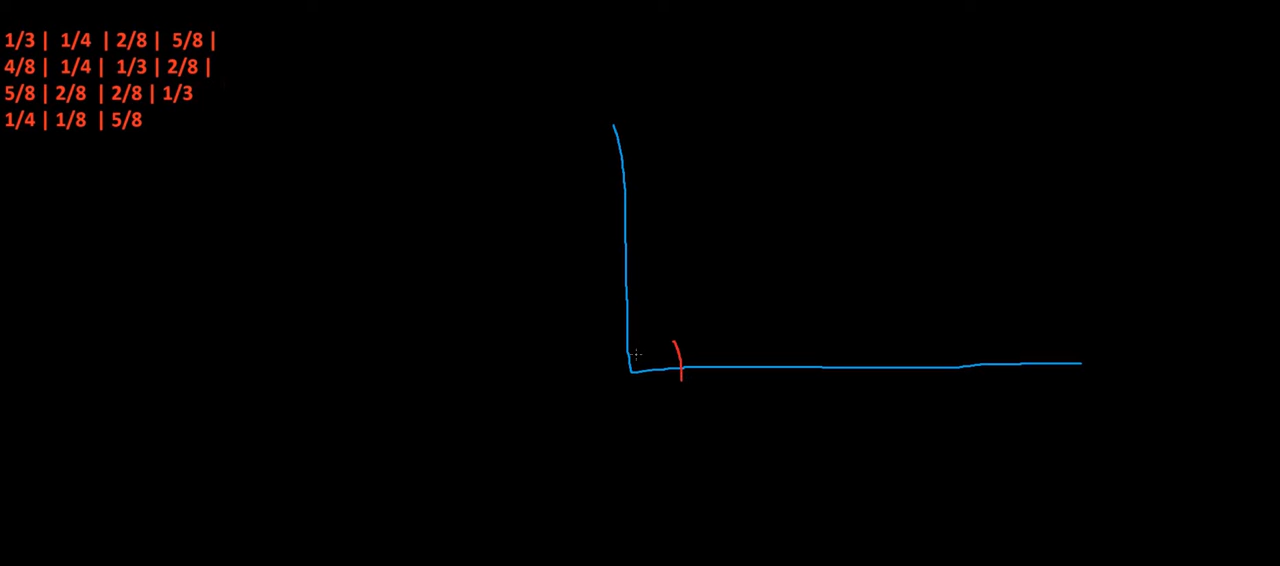 1/3 | 1/4 | 2/8 | 5/8 |
4/8 | 1/4 | 1/3 | 2/8 |
5/8 | 2/8 | 2/8 | 1/3
1/4 | 1/8 | 5/8